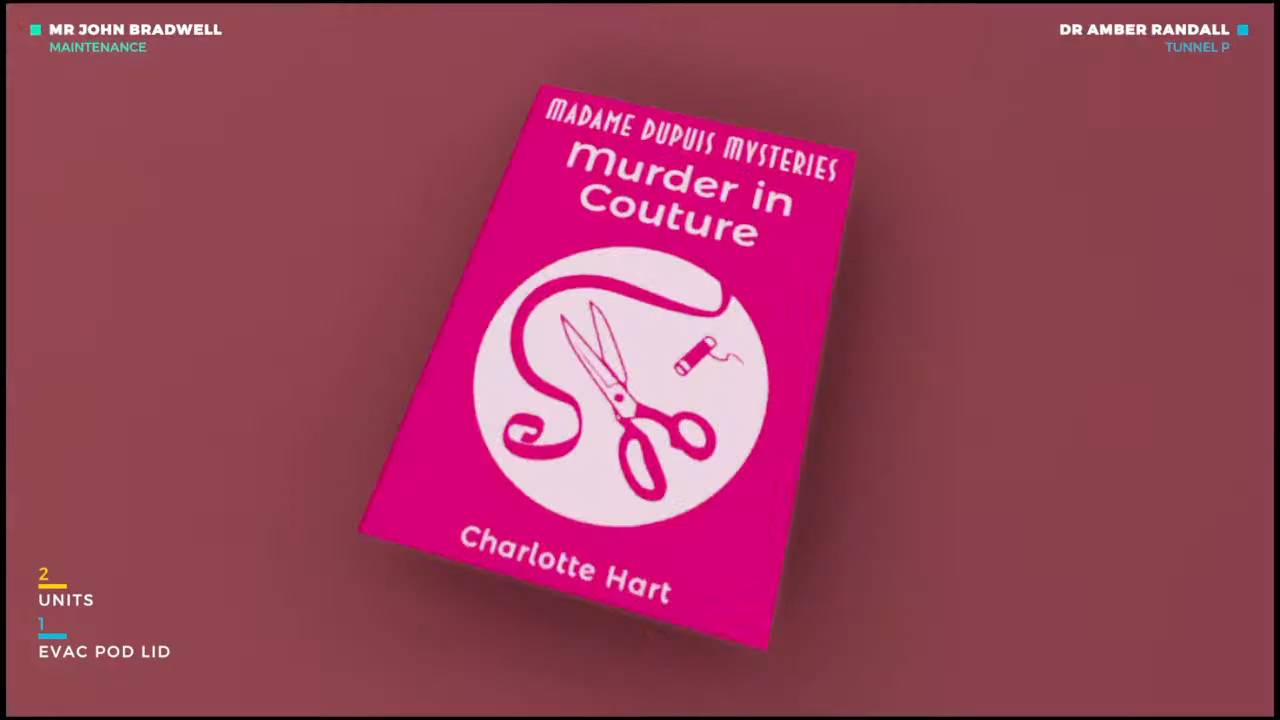 MR JOHN BRADWELL
MAINTENANCE
DR AMBER RANDALL
TUNNEL P
MADAME DUPUIS MYSTERIES
Murder in
Couture
Charlotte Hart
2
UNITS
1
EVAC POD LID